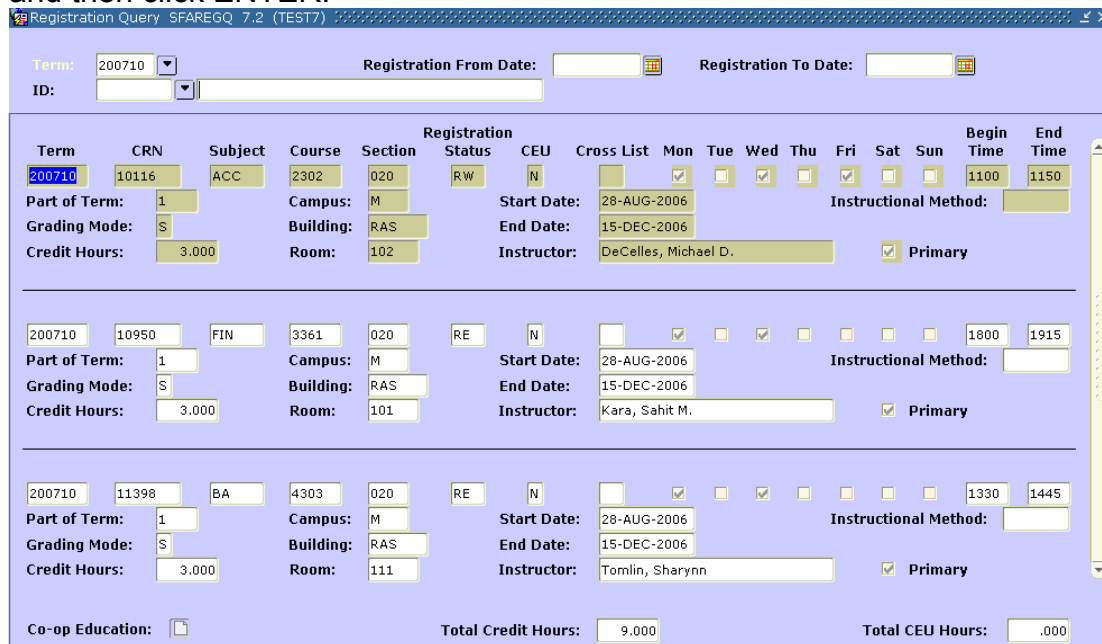 Registration Query SFAREGQ 7.2 (TEST7)
Term: 200710 Registration From Date: Registration To Date:
ID:
Registration Begin End
Term CRN Subject Course Section Status CEU Cross List Mon Tue Wed Thu Fri Sat Sun Time Time
200710 10116 ACC 2302 020 RW N 1100 1150
Part of Term: 1 Campus: M Start Date: 28-AUG-2006 Instructional Method:
Grading Mode: S Building: RAS End Date: 15-DEC-2006
Credit Hours: 3.000 Room: 102 Instructor: DeCelles, Michael D. Primary
200710 10950 FIN 3361 020 RE N 1800 1915
Part of Term: 1 Campus: M Start Date: 28-AUG-2006 Instructional Method:
Grading Mode: S Building: RAS End Date: 15-DEC-2006
Credit Hours: 3.000 Room: 101 Instructor: Kara, Sahit M. Primary
200710 11398 BA 4303 020 RE N 1330 1445
Part of Term: 1 Campus: M Start Date: 28-AUG-2006 Instructional Method:
Grading Mode: S Building: RAS End Date: 15-DEC-2006
Credit Hours: 3.000 Room: 111 Instructor: Tomlin, Sharynn Primary
Co-op Education: Total Credit Hours: 9.000 Total CEU Hours: .000